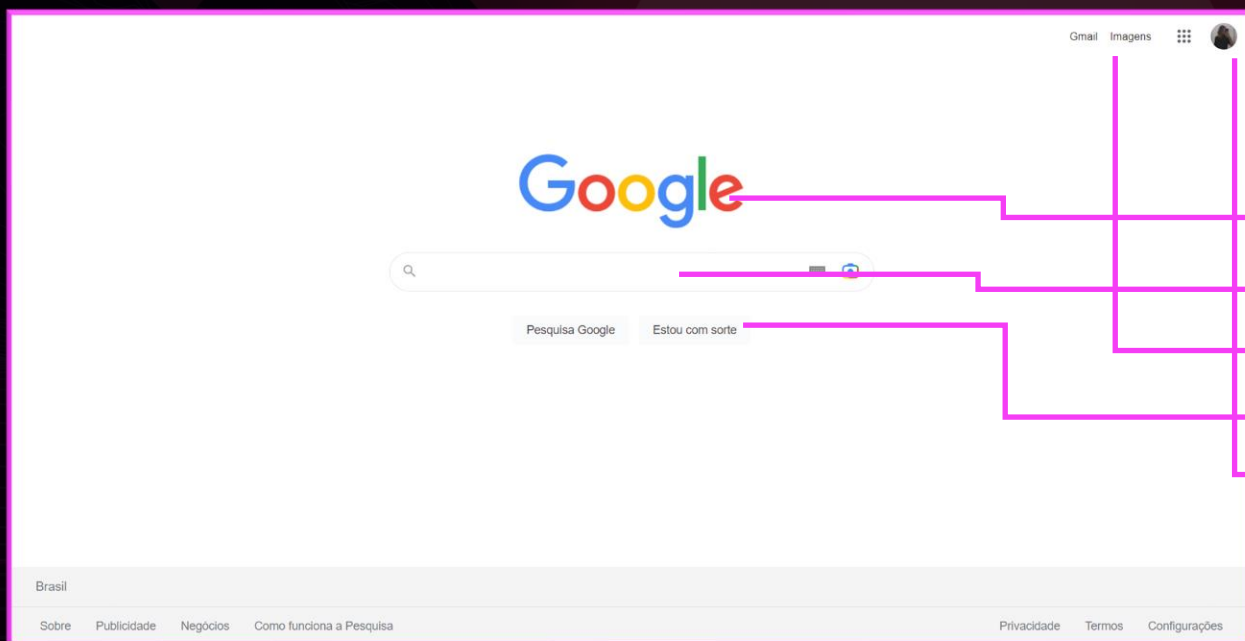 Gmail Imagens
Google
Pesquisa Google Estou com sorte
Brasil
Sobre Publicidade Negócios Como funciona a Pesquisa Privacidade Termos Configurações